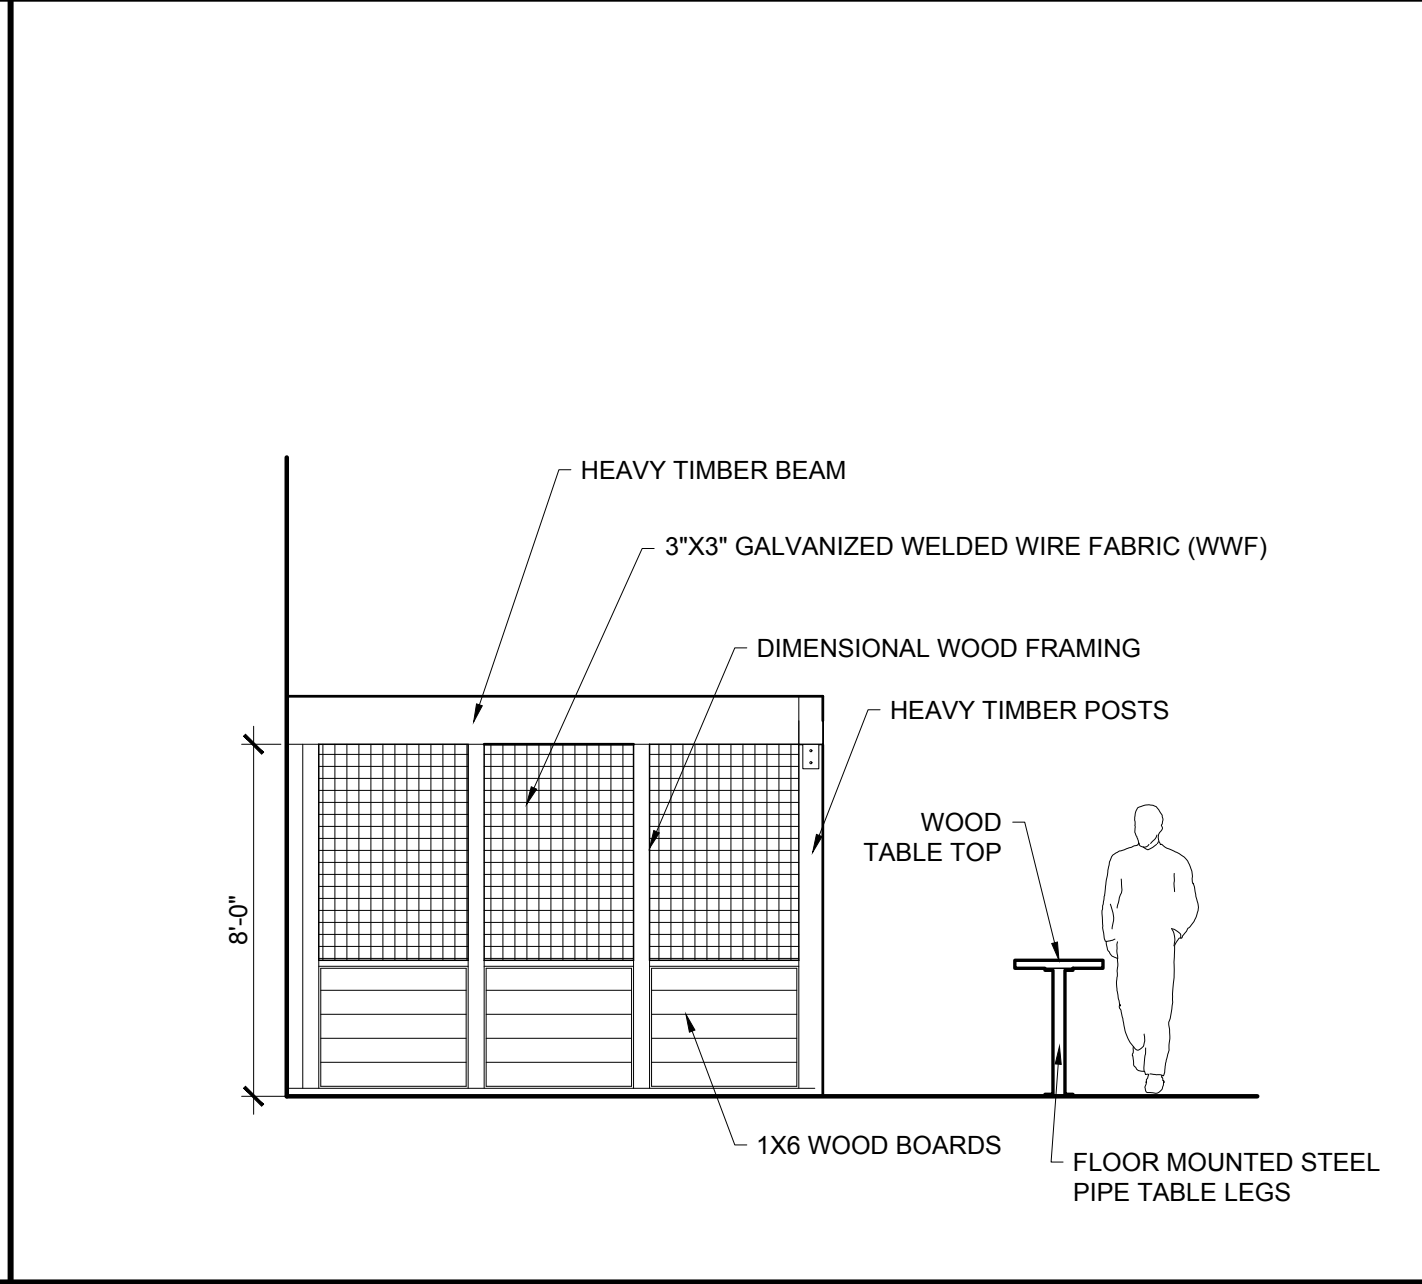 HEAVY TIMBER BEAM
3"X3" GALVANIZED WELDED WIRE FABRIC (WWF)
DIMENSIONAL WOOD FRAMING
HEAVY TIMBER POSTS
WOOD
TABLE TOP
8'-0"
1X6 WOOD BOARDS
FLOOR MOUNTED STEEL
PIPE TABLE LEGS